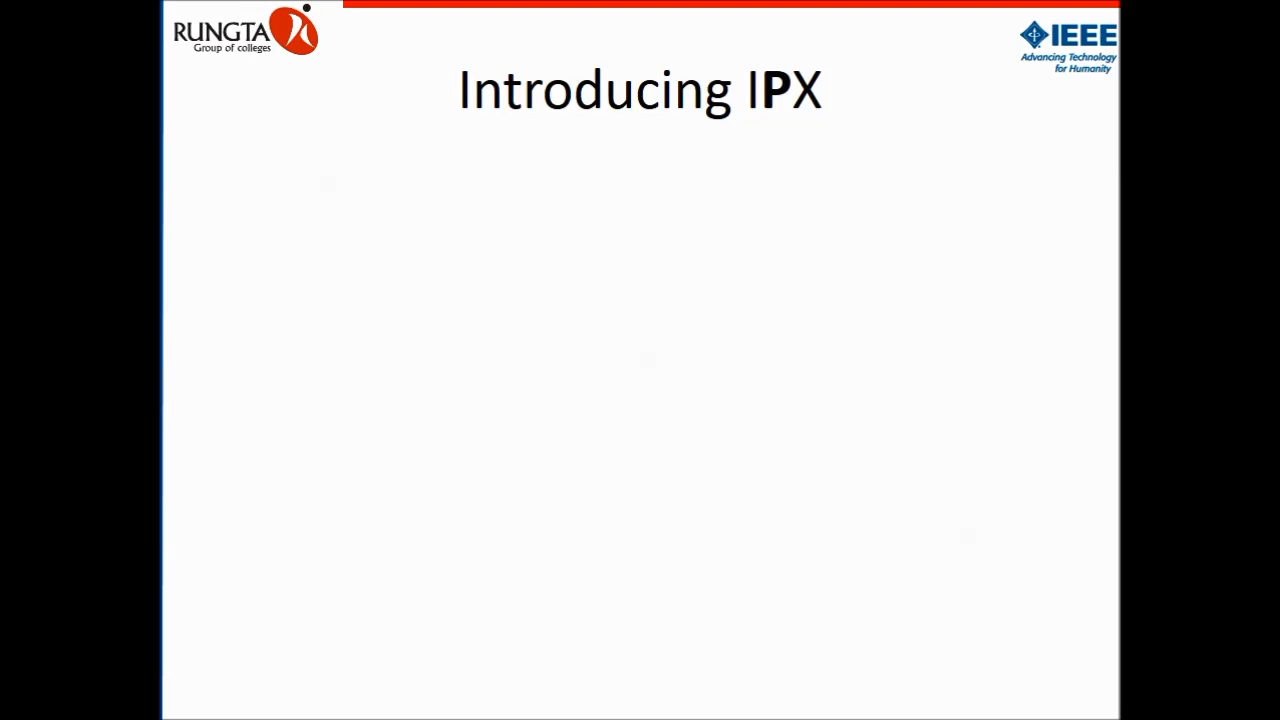 RUNGTA
Group of colleges
IEEE
Advancing Technology
for Humanity
Introducing IPX